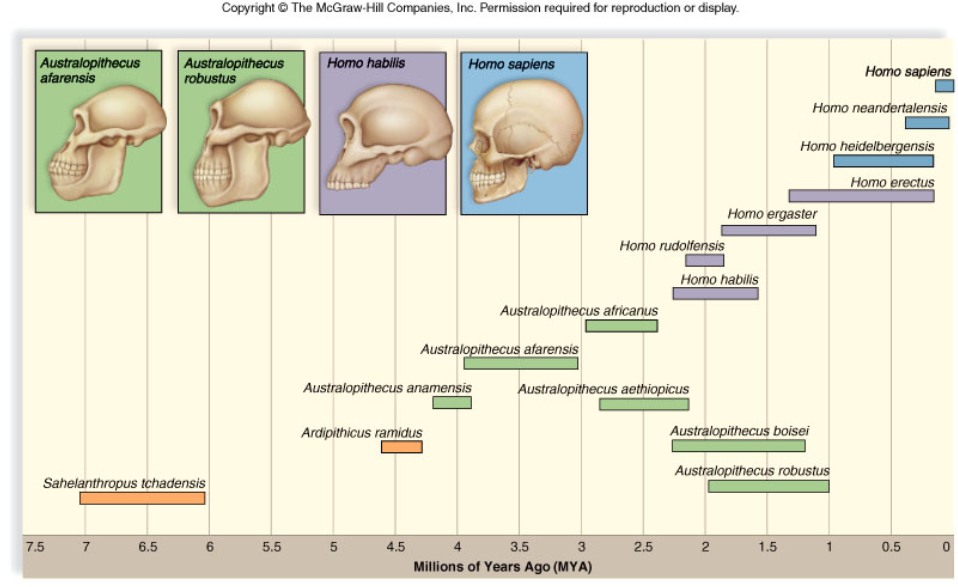 Copyright © The McGraw-Hill Companies, Inc. Permission required for reproduction or display.
Australopithecus
afarensis
Australopithecus
robustus
Homo habilis
Homo sapiens
Homo sapiens
Homo neandertalensis
Homo heidelbergensis
Homo erectus
Homo ergaster
Homo rudolfensis
Homo habilis
Australopithecus africanus
Australopithecus afarensis
Australopithecus anamensis
Australopithecus aethiopicus
Ardipithicus ramidus
Australopithecus boisei
Australopithecus robustus
Sahelanthropus tchadensis
7.5 7 6.5 6 5.5 5 4.5 4 3.5 3 2.5 2 1.5 1 0.5 0
Millions of Years Ago (MYA)